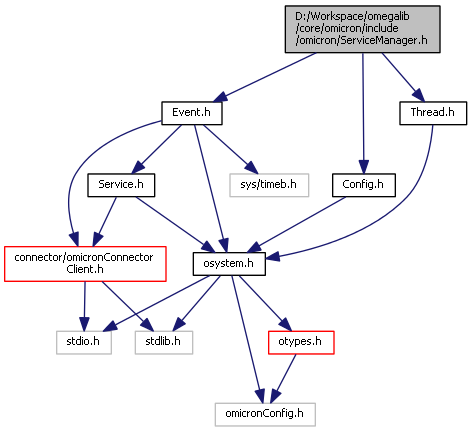 D:/Workspace/omegalib
/core/omicron/include
/omicron/ServiceManager.h
Event.h
Thread.h
Service.h
sys/timeb.h
Config.h
connector/omicronConnector
Client.h
osystem.h
stdio.h
stdlib.h
otypes.h
omicronConfig.h